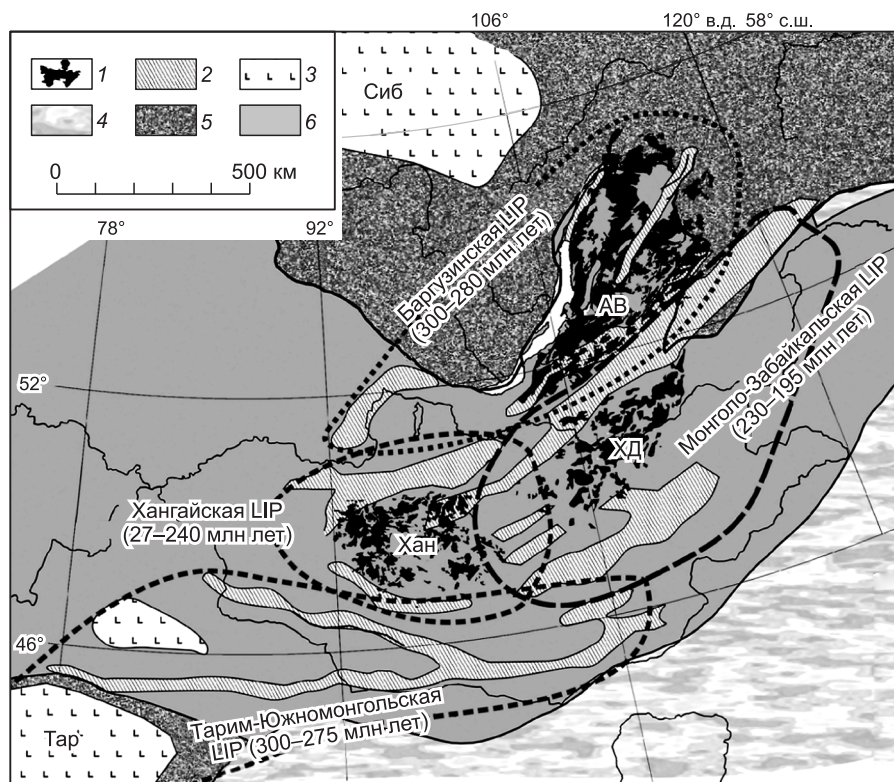 106°
120° в.д. 58° с.ш.
1
2
3
4
5
6
0
500 км
78°
92°
Сиб
Баргузинская LIP
(300–280 млн лет)
АВ
Монголо-Забайкальская LIP
(230–195 млн лет)
52°
ХД
Хангайская LIP
(27–240 млн лет)
Хан
46°
Тарим-Южномонгольская
LIP (300–275 млн лет)
Тар